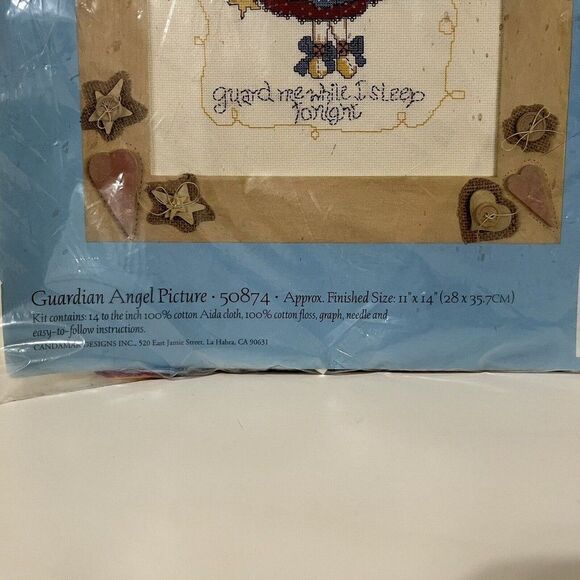 guard me while I sleep
Tonight
Guardian Angel Picture · 50874 · Approx. Finished Size: 11" x 14" (28 x 35.7CM)
Kit contains: 14 to the inch 100% cotton Aida cloth, 100% cotton floss, graph, needle and
easy-to-follow instructions.
CANDAMAR DESIGNS INC., 520 East Jamie Street, La Habra, CA 90631